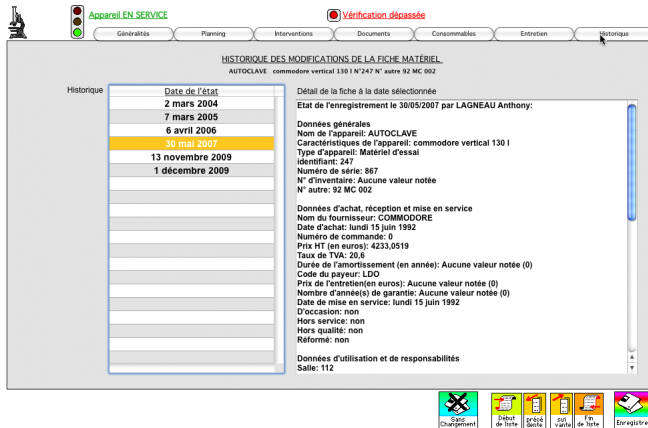 Appareil EN SERVICE
Vérification dépassée
Généralités
Planning
Interventions
Documents
Consommables
Entretien
Historique
HISTORIQUE DES MODIFICATIONS DE LA FICHE MATÉRIEL
AUTOCLAVE commodore vertical 130 l N°247 N° autre 92 MC 002
Historique
Date de l'état
2 mars 2004
7 mars 2005
6 avril 2006
30 mai 2007
13 novembre 2009
1 décembre 2009
Détail de la fiche à la date sélectionnée
Etat de l'enregistrement le 30/05/2007 par LAGNEAU Anthony:
Données générales
Nom de l'appareil: AUTOCLAVE
Caractéristiques de l'appareil: commodore vertical 130 l
Type d'appareil: Matériel d'essai
identifiant: 247
Numéro de série: 867
N° d'inventaire: Aucune valeur notée
N° autre: 92 MC 002
Données d'achat, réception et mise en service
Nom du fournisseur: COMMODORE
Date d'achat: lundi 15 juin 1992
Numéro de commande: 0
Prix HT (en euros): 4233,0519
Taux de TVA: 20,6
Durée de l'amortissement (en année): Aucune valeur notée (0)
Code du payeur: LDO
Prix de l'entretien(en euros): Aucune valeur notée (0)
Nombre d'année(s) de garantie: Aucune valeur notée (0)
Date de mise en service: lundi 15 juin 1992
D'occasion: non
Hors service: non
Hors qualité: non
Réformé: non
Données d'utilisation et de responsabilités
Salle: 112
Sans
Changement
Début
de liste
précé
dente
sui
vante
Fin
de liste
Enregistre